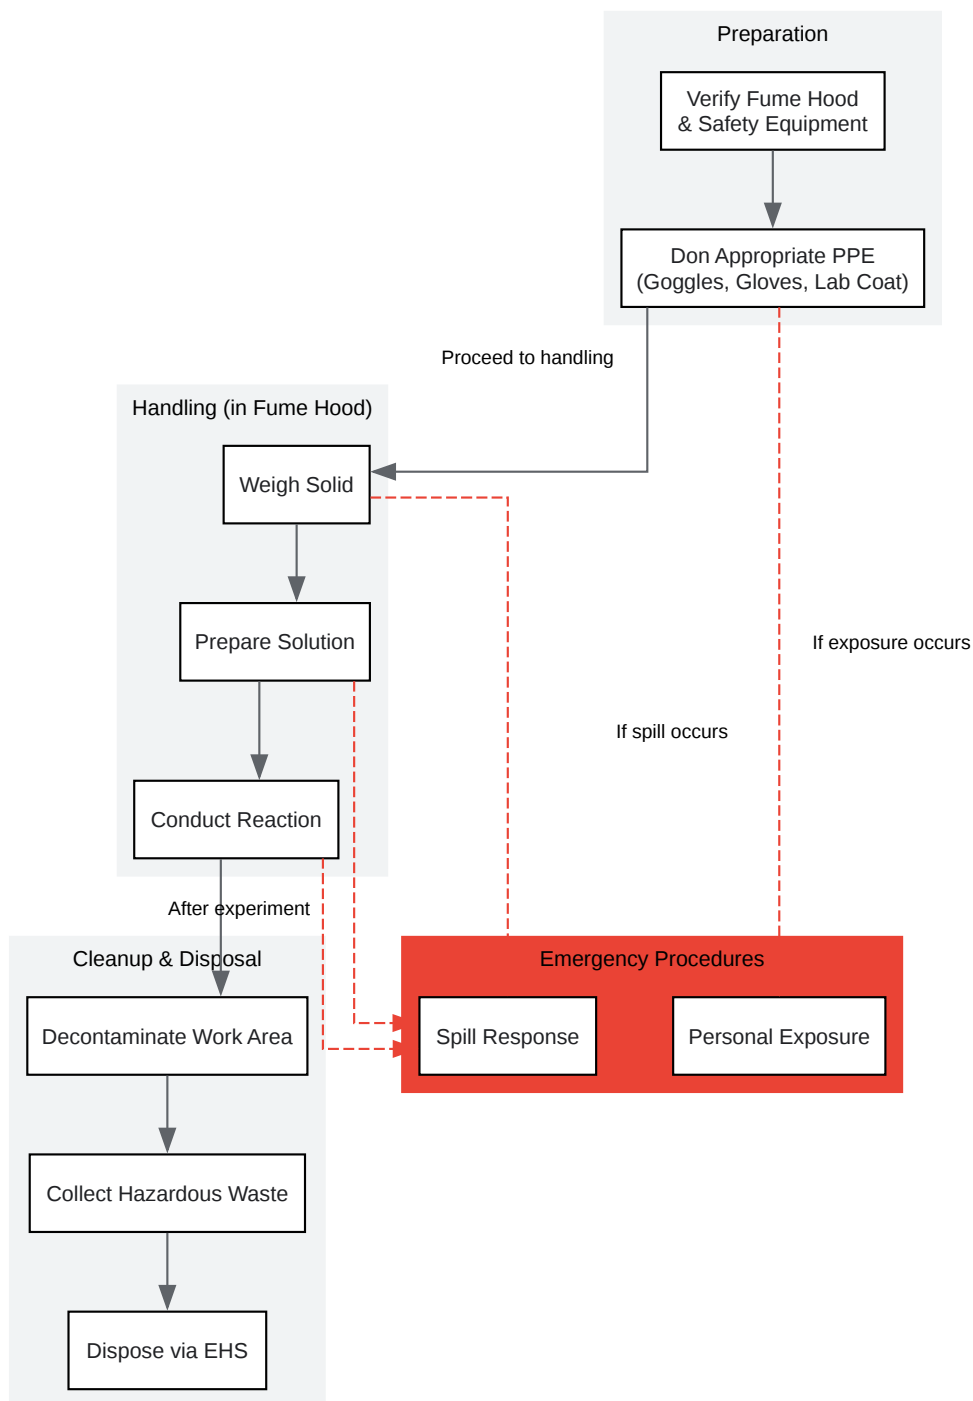 Preparation
Verify Fume Hood
& Safety Equipment
Don Appropriate PPE
(Goggles, Gloves, Lab Coat)
Proceed to handling
Handling (in Fume Hood)
Weigh Solid
Prepare Solution
If exposure occurs
If spill occurs
Conduct Reaction
After experiment
Cleanup & Disposal
Emergency Procedures
Decontaminate Work Area
Spill Response
Personal Exposure
Collect Hazardous Waste
Dispose via EHS